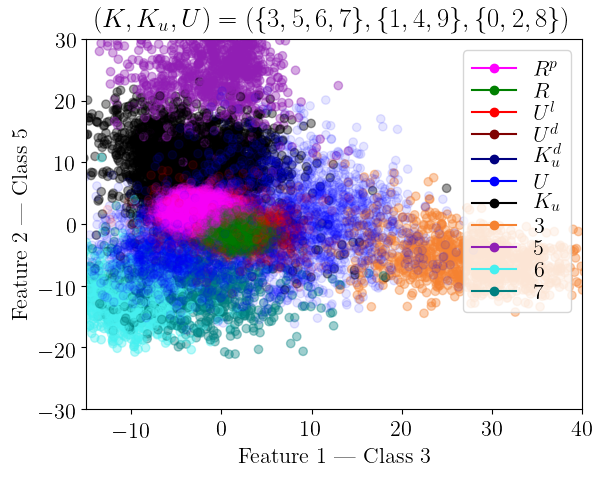 (K, K_u, U) = ({3, 5, 6, 7}, {1, 4, 9}, {0, 2, 8})
Feature 2 — Class 5
30
20
10
0
−10
−20
−30
R^p
R
U^l
U^d
K_u^d
U
K_u
3
5
6
7
−10
0
10
20
30
40
Feature 1 — Class 3